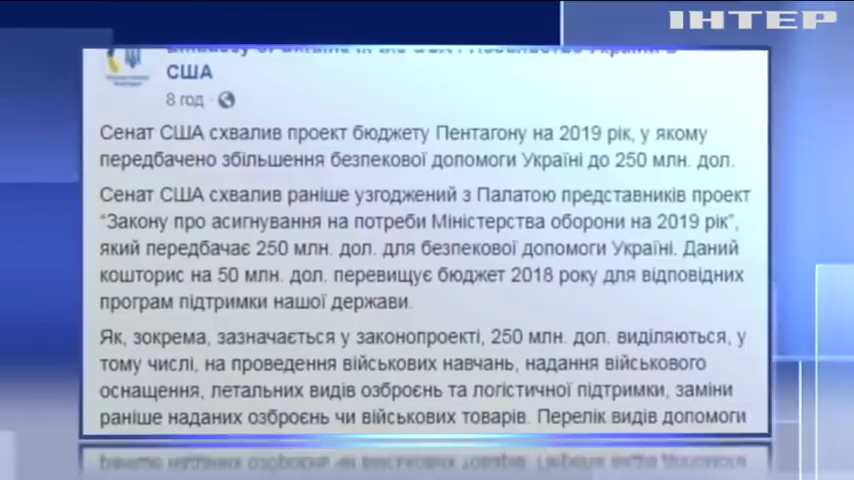 ІНТЕР
США
8 год ·
Сенат США схвалив проект бюджету Пентагону на 2019 рік, у якому
передбачено збільшення безпекової допомоги Україні до 250 млн. дол.
Сенат США схвалив раніше узгоджений з Палатою представників проект
“Закону про асигнування на потреби Міністерства оборони на 2019 рік”,
який передбачає 250 млн. дол. для безпекової допомоги Україні. Даний
кошторис на 50 млн. дол. перевищує бюджет 2018 року для відповідних
програм підтримки нашої держави.
Як, зокрема, зазначається у законопроекті, 250 млн. дол. виділяються, у
тому числі, на проведення військових навчань, надання військового
оснащення, летальних видів озброєнь та логістичної підтримки, заміни
раніше наданих озброєнь чи військових товарів. Перелік видів допомоги